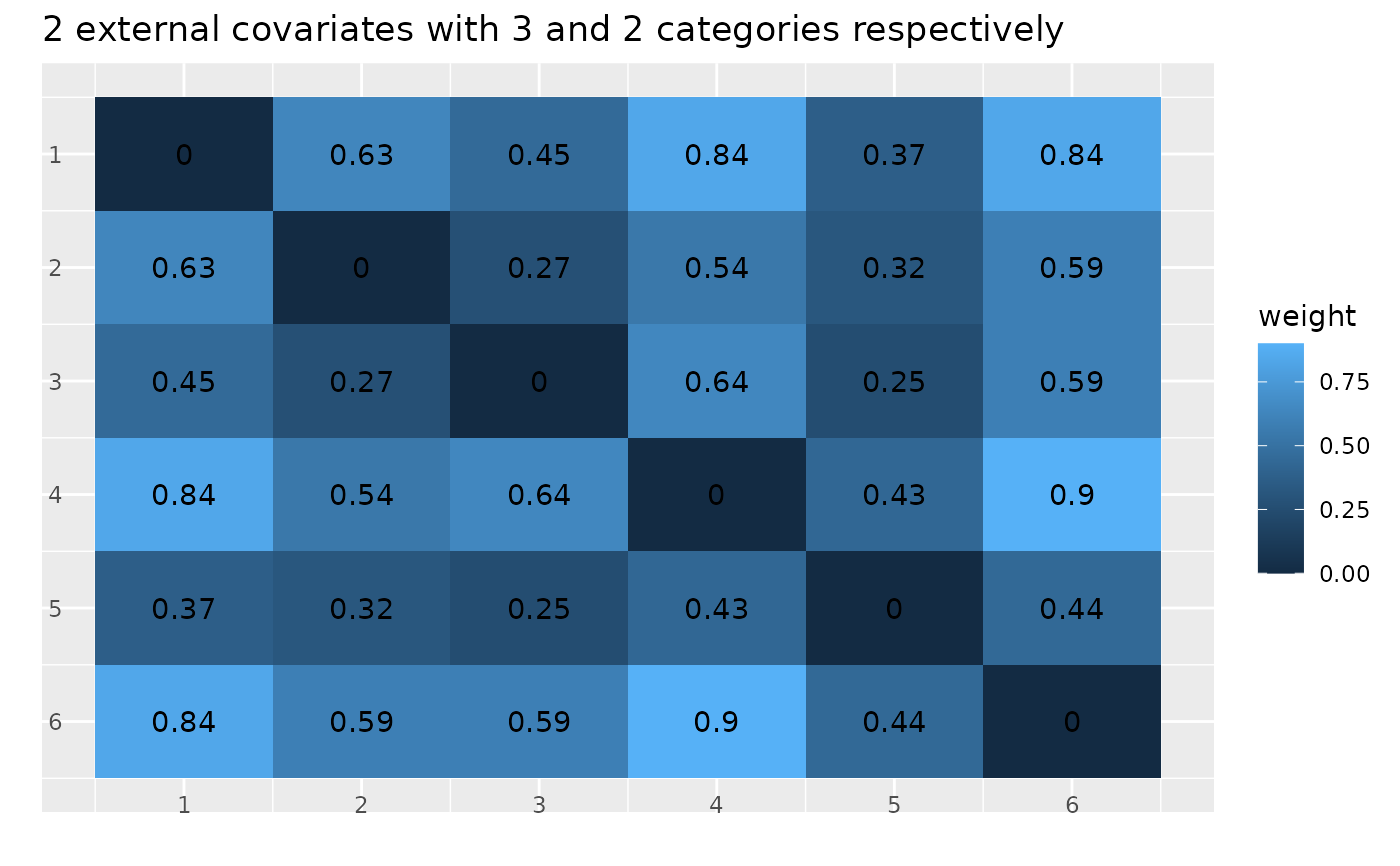 2 external covariates with 3 and 2 categories respectively
1 0 0.63 0.45 0.84 0.37 0.84
2 0.63 0 0.27 0.54 0.32 0.59
3 0.45 0.27 0 0.64 0.25 0.59
4 0.84 0.54 0.64 0 0.43 0.9
5 0.37 0.32 0.25 0.43 0 0.44
6 0.84 0.59 0.59 0.9 0.44 0
1 2 3 4 5 6
weight
0.75
0.50
0.25
0.00